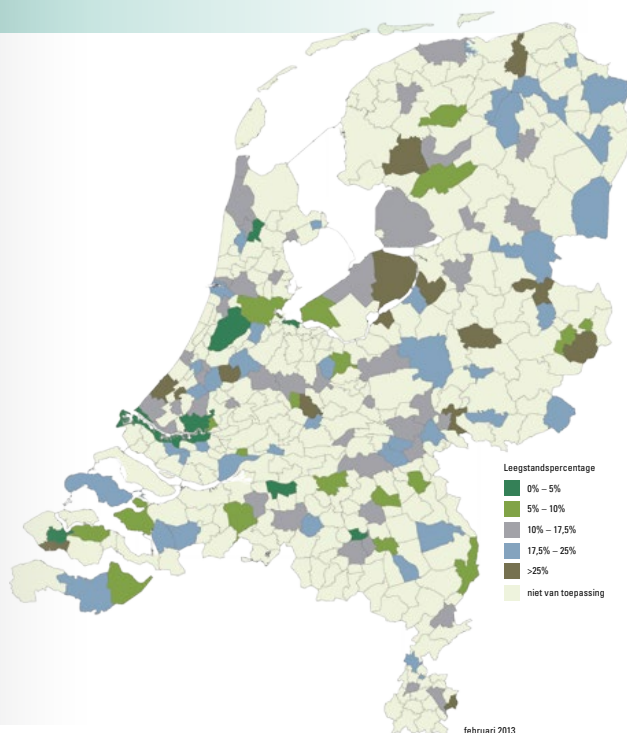 Leegstandspercentage
0% – 5%
5% – 10%
10% – 17,5%
17,5% – 25%
>25%
niet van toepassing
februari 2013